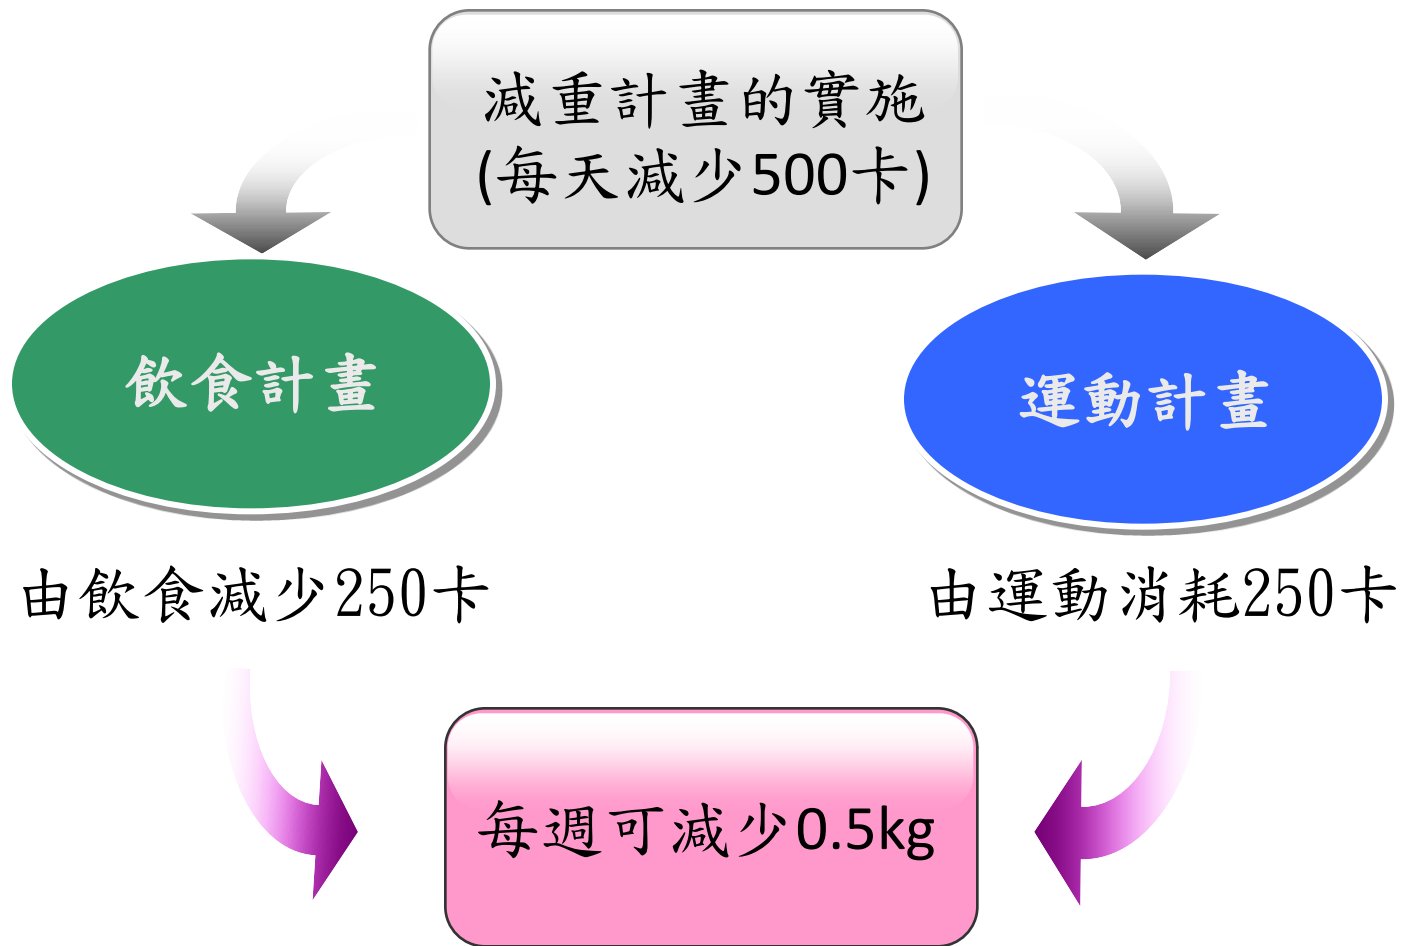 減重計畫的實施
(每天減少500卡)
飲食計畫
運動計畫
由飲食減少250卡
由運動消耗250卡
每週可減少0.5kg